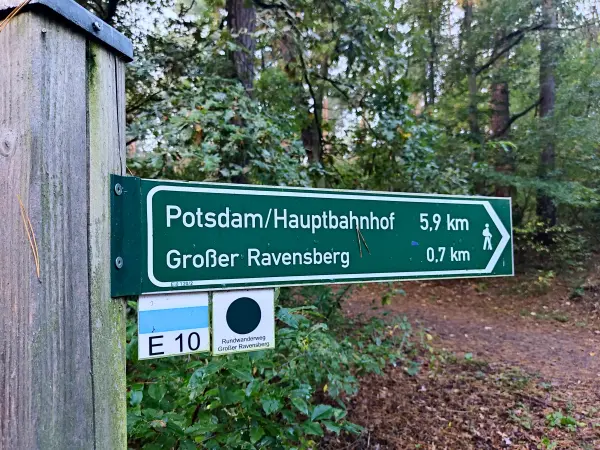 Potsdam/Hauptbahnhof 5,9 km
Großer Ravensberg 0,7 km
E 10
Rundwanderweg
Großer Ravensberg